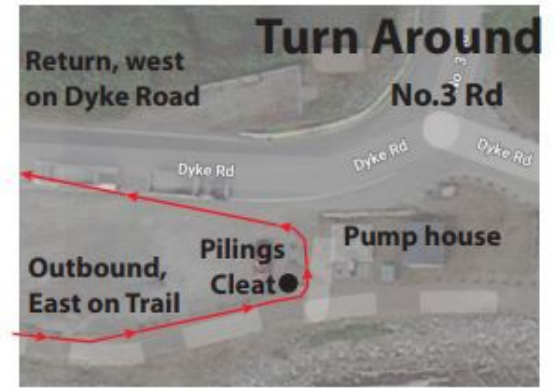 Turn Around
Return, west
on Dyke Road
No.3 Rd
No. 3 Rd
Dyke Rd
Dyke Rd
Dyke Rd
Pilings
Cleat
Pump house
Outbound,
East on Trail